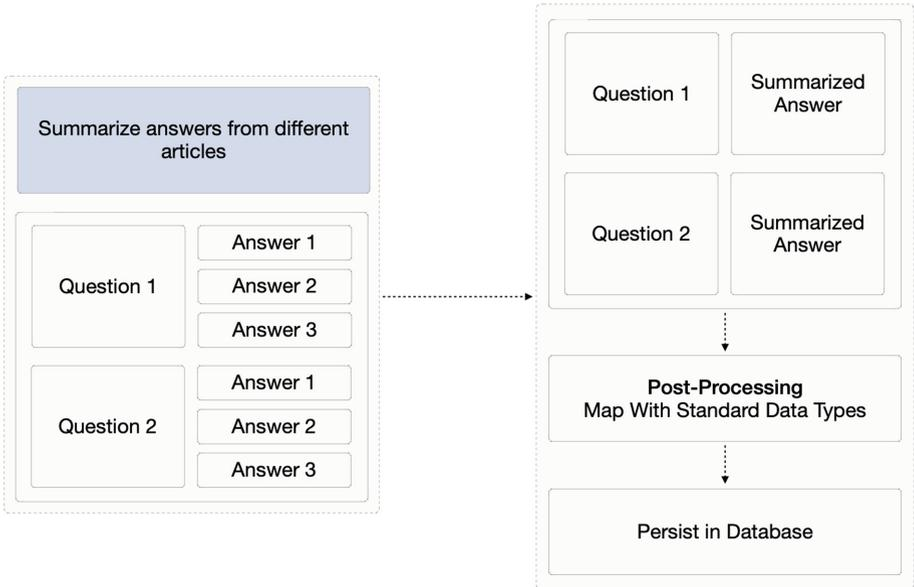 Summarize answers from different
articles
Question 1
Answer 1
Answer 2
Answer 3
Question 2
Answer 1
Answer 2
Answer 3
Question 1
Summarized
Answer
Question 2
Summarized
Answer
Post-Processing
Map With Standard Data Types
Persist in Database